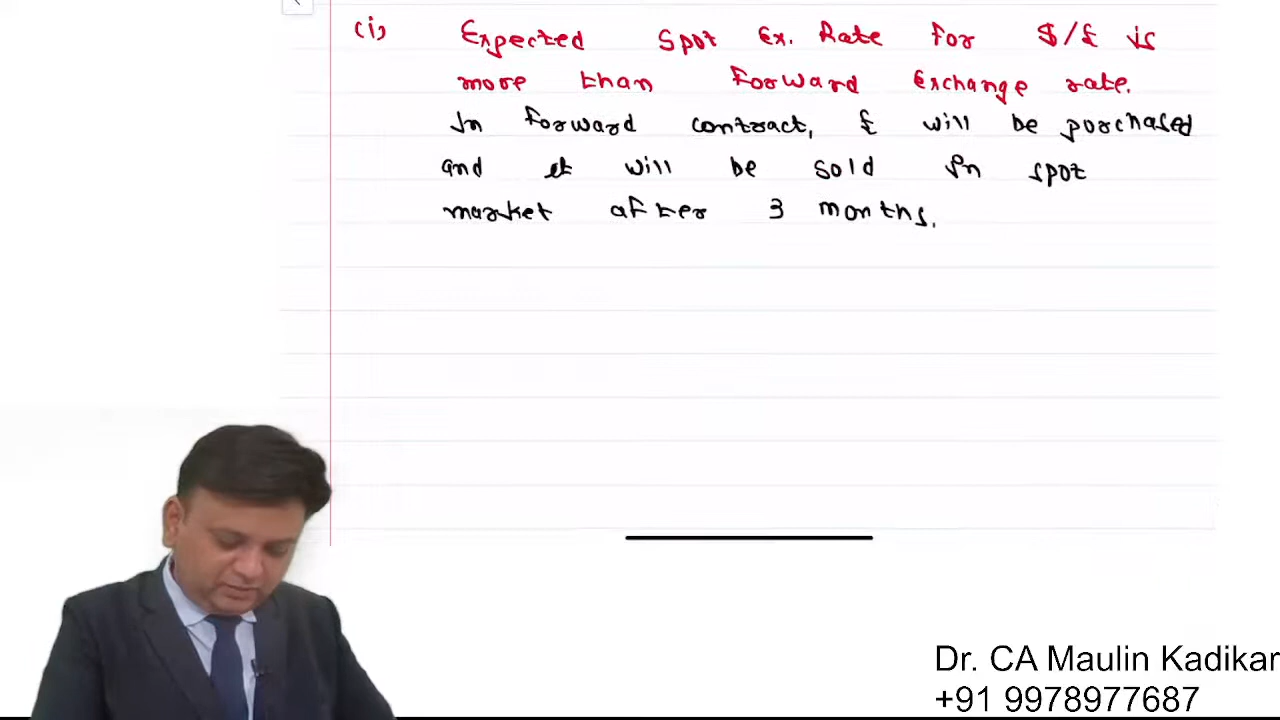 (i) Expected Spot Ex. Rate for $/£ is
more than forward Exchange rate.
In forward contract, £ will be purchased
and it will be sold in spot
market after 3 months.
Dr. CA Maulin Kadikar
+91 9978977687